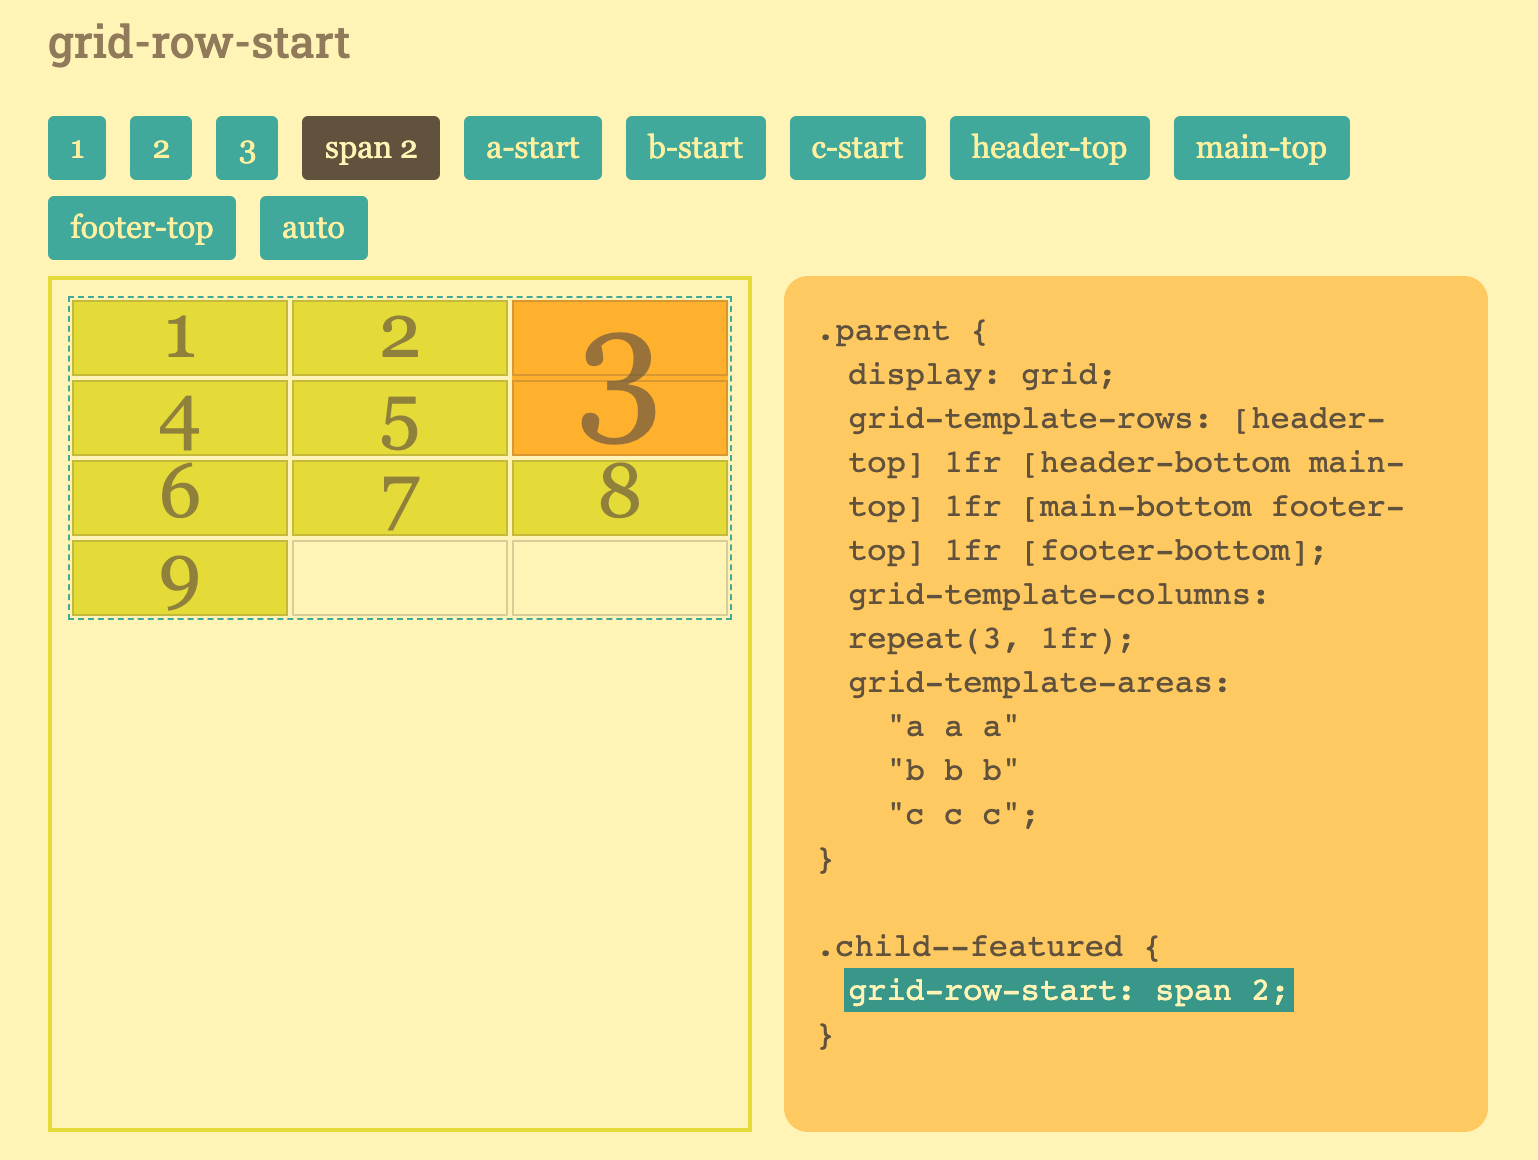 grid-row-start
1 2 3 span 2 a-start b-start c-start header-top main-top
footer-top auto
1 2 3
4 5
6 7 8
9
.parent {
display: grid;
grid-template-rows: [header-
top] 1fr [header-bottom main-
top] 1fr [main-bottom footer-
top] 1fr [footer-bottom];
grid-template-columns:
repeat(3, 1fr);
grid-template-areas:
"a a a"
"b b b"
"c c c";
}
.child--featured {
grid-row-start: span 2;
}